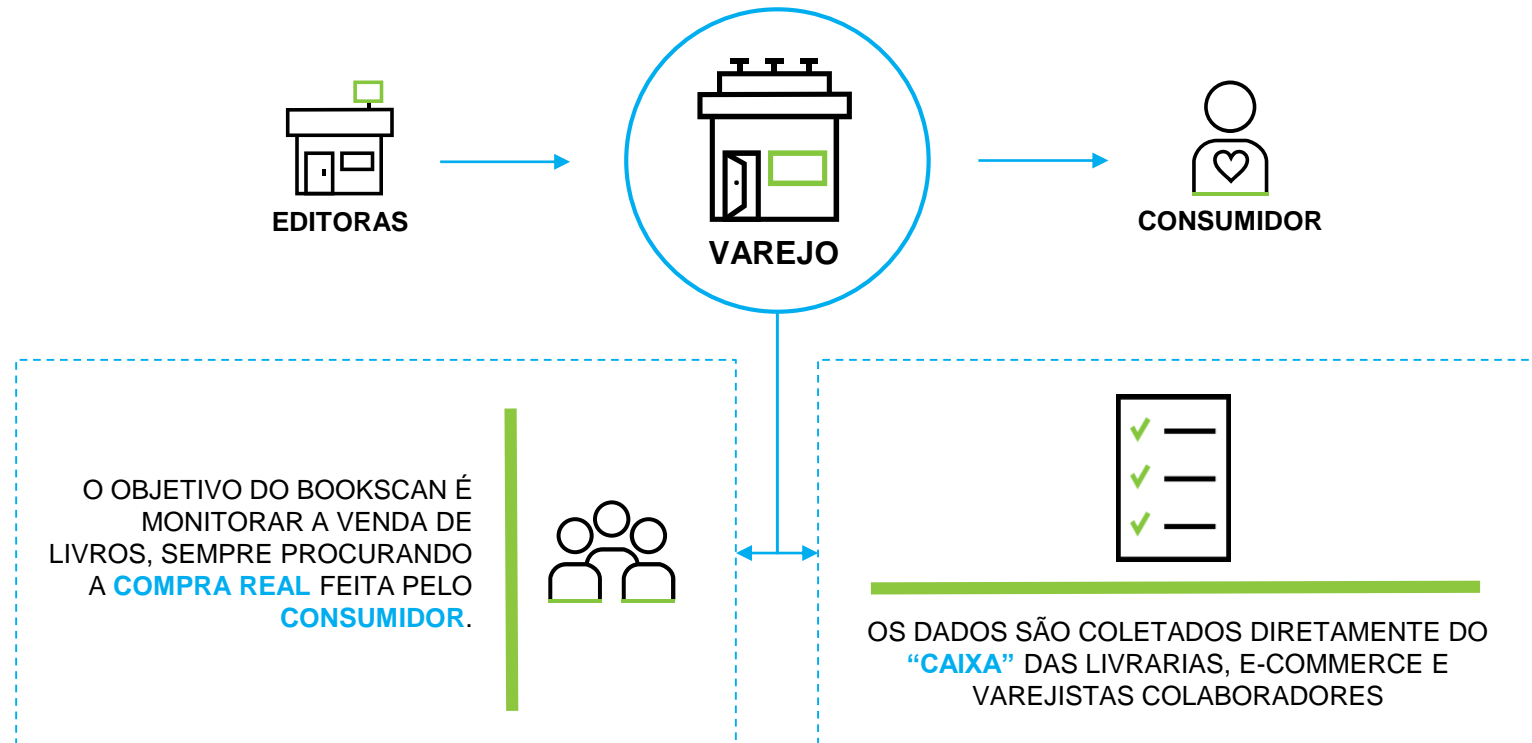 EDITORAS
VAREJO
CONSUMIDOR
O OBJETIVO DO BOOKSCAN É
MONITORAR A VENDA DE
LIVROS, SEMPRE PROCURANDO
A COMPRA REAL FEITA PELO
CONSUMIDOR.
OS DADOS SÃO COLETADOS DIRETAMENTE DO
“CAIXA” DAS LIVRARIAS, E-COMMERCE E
VAREJISTAS COLABORADORES